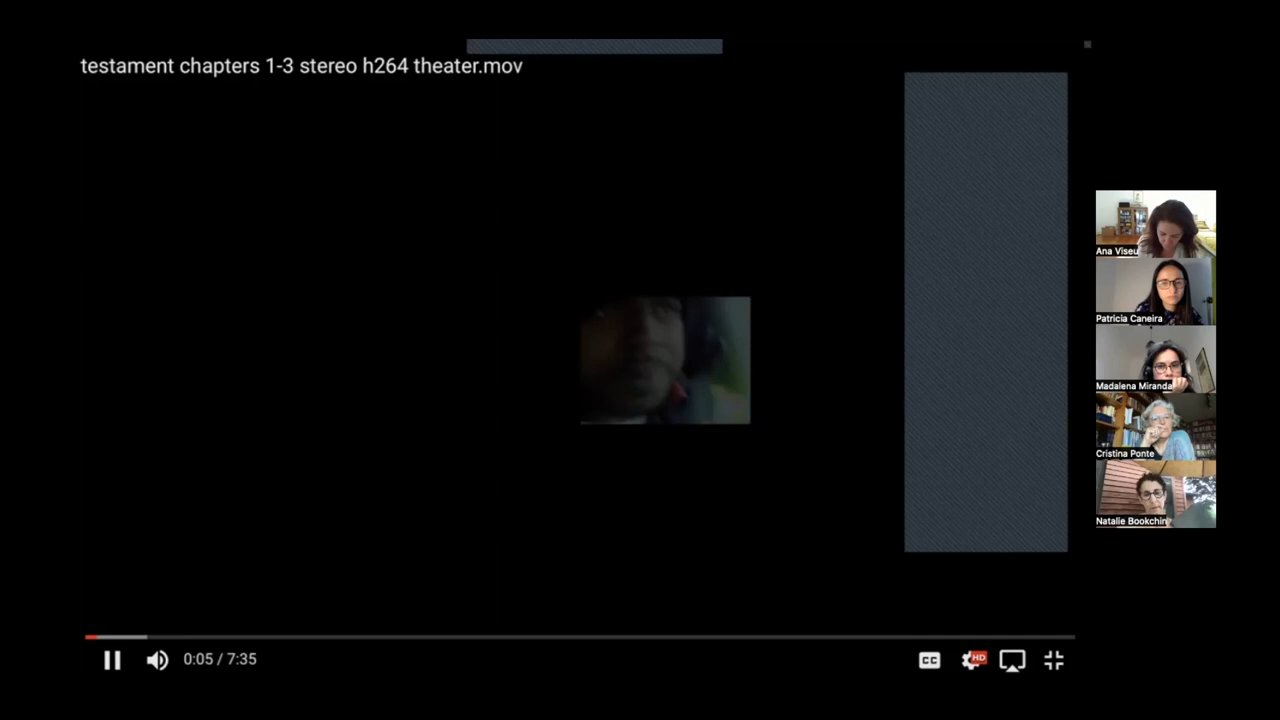 testament chapters 1-3 stereo h264 theater.mov
Ana Viseu
Patricia Caneira
Madalena Miranda
Cristina Ponte
Natalie Bookchin
0:05 / 7:35
CC
HD